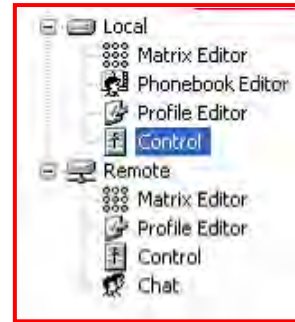 Local
Matrix Editor
Phonebook Editor
Profile Editor
Control
Remote
Matrix Editor
Profile Editor
Control
Chat